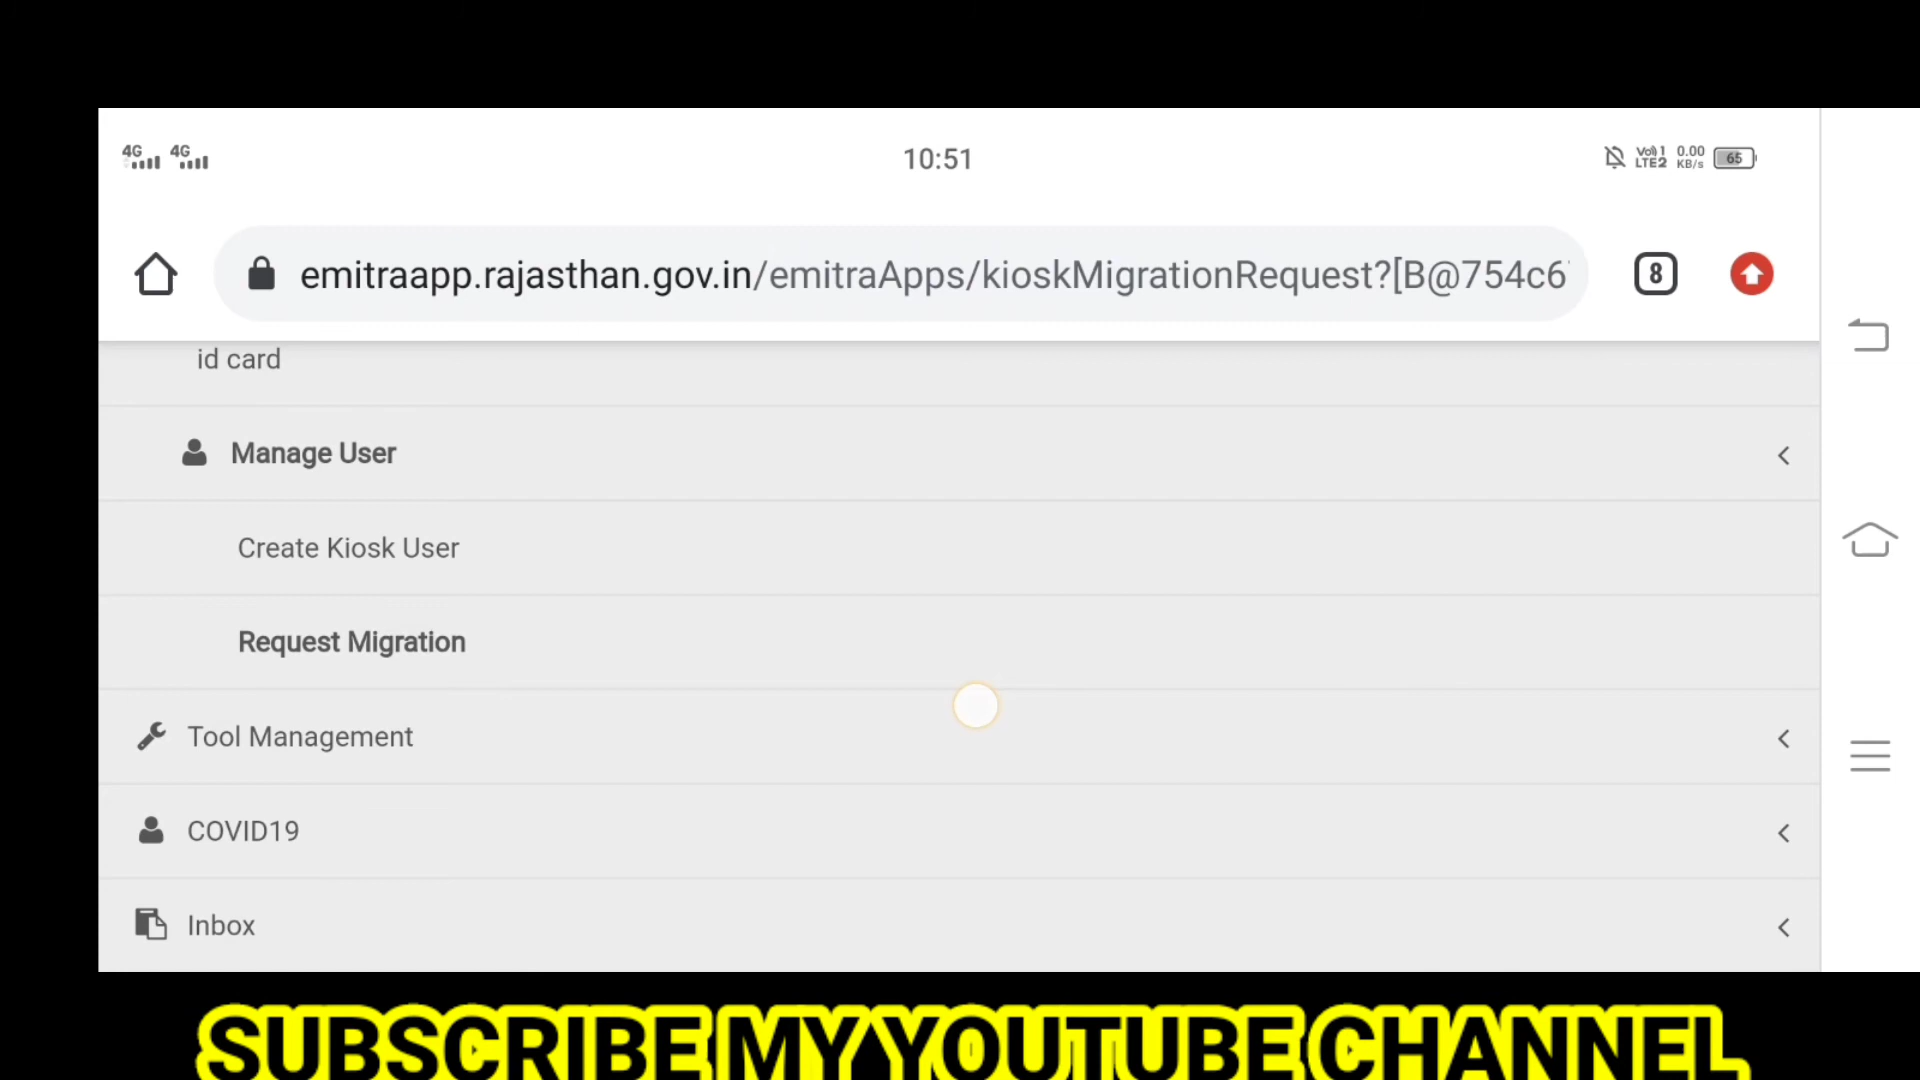 4G 4G 10:51 Vo) 1 LTE2 0.00 KB/s 65
emitraapp.rajasthan.gov.in/emitraApps/kioskMigrationRequest?[B@754c6 8
id card
Manage User
Create Kiosk User
Request Migration
Tool Management
COVID19
Inbox
SUBSCRIBE MY YOUTUBE CHANNEL